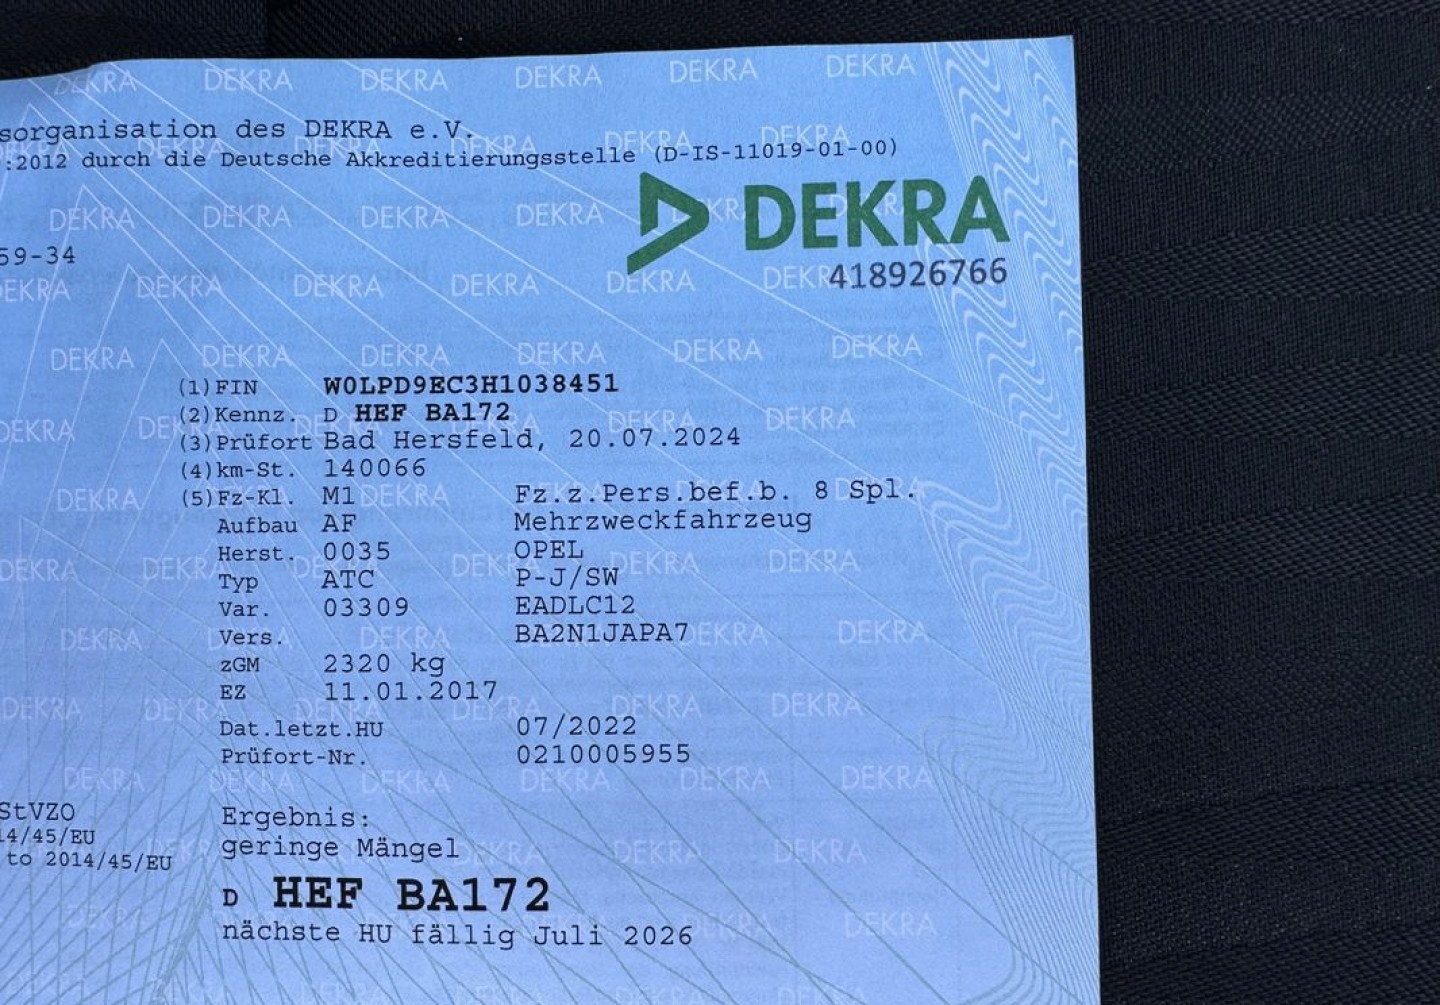 sorganisation des DEKRA e.V.
:2012 durch die Deutsche Akkreditierungsstelle (D-IS-11019-01-00)
DEKRA
59-34
418926766
(1)FIN W0LPD9EC3H1038451
(2)Kennz. D HEF BA172
(3)Prüfort Bad Hersfeld, 20.07.2024
(4)km-St. 140066
(5)Fz-Kl. M1 Fz.z.Pers.bef.b. 8 Spl.
Aufbau AF Mehrzweckfahrzeug
Herst. 0035 OPEL
Typ ATC P-J/SW
Var. 03309 EADLC12
Vers. BA2N1JAPA7
zGM 2320 kg
EZ 11.01.2017
Dat.letzt.HU 07/2022
Prüfort-Nr. 0210005955
StVZO
14/45/EU
to 2014/45/EU
Ergebnis:
geringe Mängel
D HEF BA172
nächste HU fällig Juli 2026